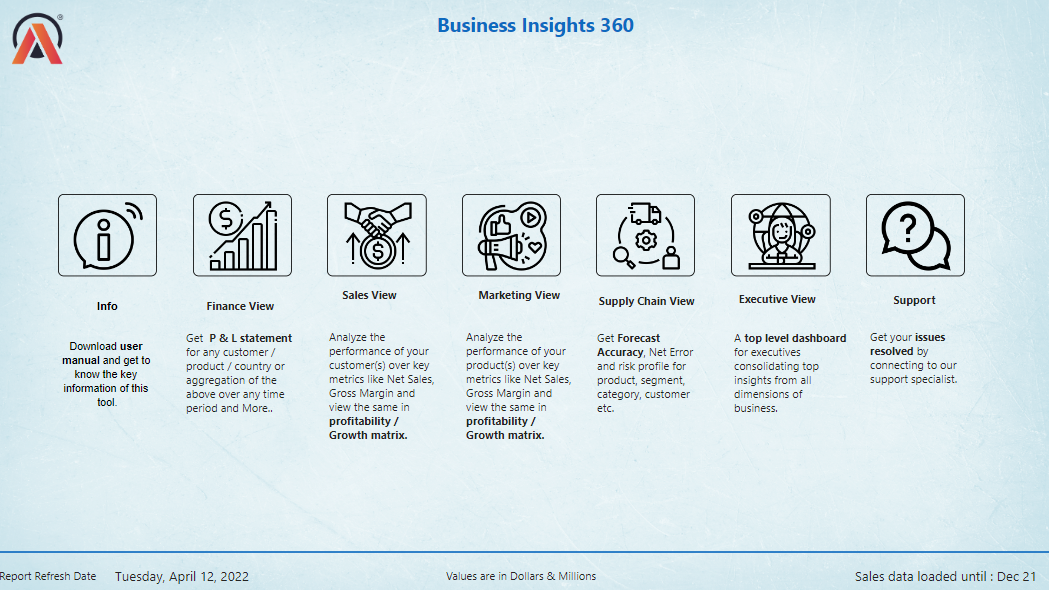 ®
Business Insights 360
Info
Download user
manual and get to
know the key
information of this
tool.
Finance View
Get P & L statement
for any customer /
product / country or
aggregation of the
above over any time
period and More..
Sales View
Analyze the
performance of your
customer(s) over key
metrics like Net Sales,
Gross Margin and
view the same in
profitability /
Growth matrix.
Marketing View
Analyze the
performance of your
product(s) over key
metrics like Net Sales,
Gross Margin and
view the same in
profitability /
Growth matrix.
Supply Chain View
Get Forecast
Accuracy, Net Error
and risk profile for
product, segment,
category, customer
etc.
Executive View
A top level dashboard
for executives
consolidating top
insights from all
dimensions of
business.
Support
Get your issues
resolved by
connecting to our
support specialist.
Report Refresh Date Tuesday, April 12, 2022
Values are in Dollars & Millions
Sales data loaded until : Dec 21